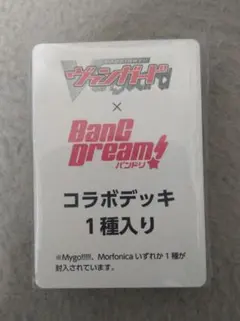 ヴァンガード
Vanguard
×
BanG
Dream!
バンドリ
コラボデッキ
1種入り
※Mygo!!!!!、Morfonica いずれか 1 種が
封入されています。